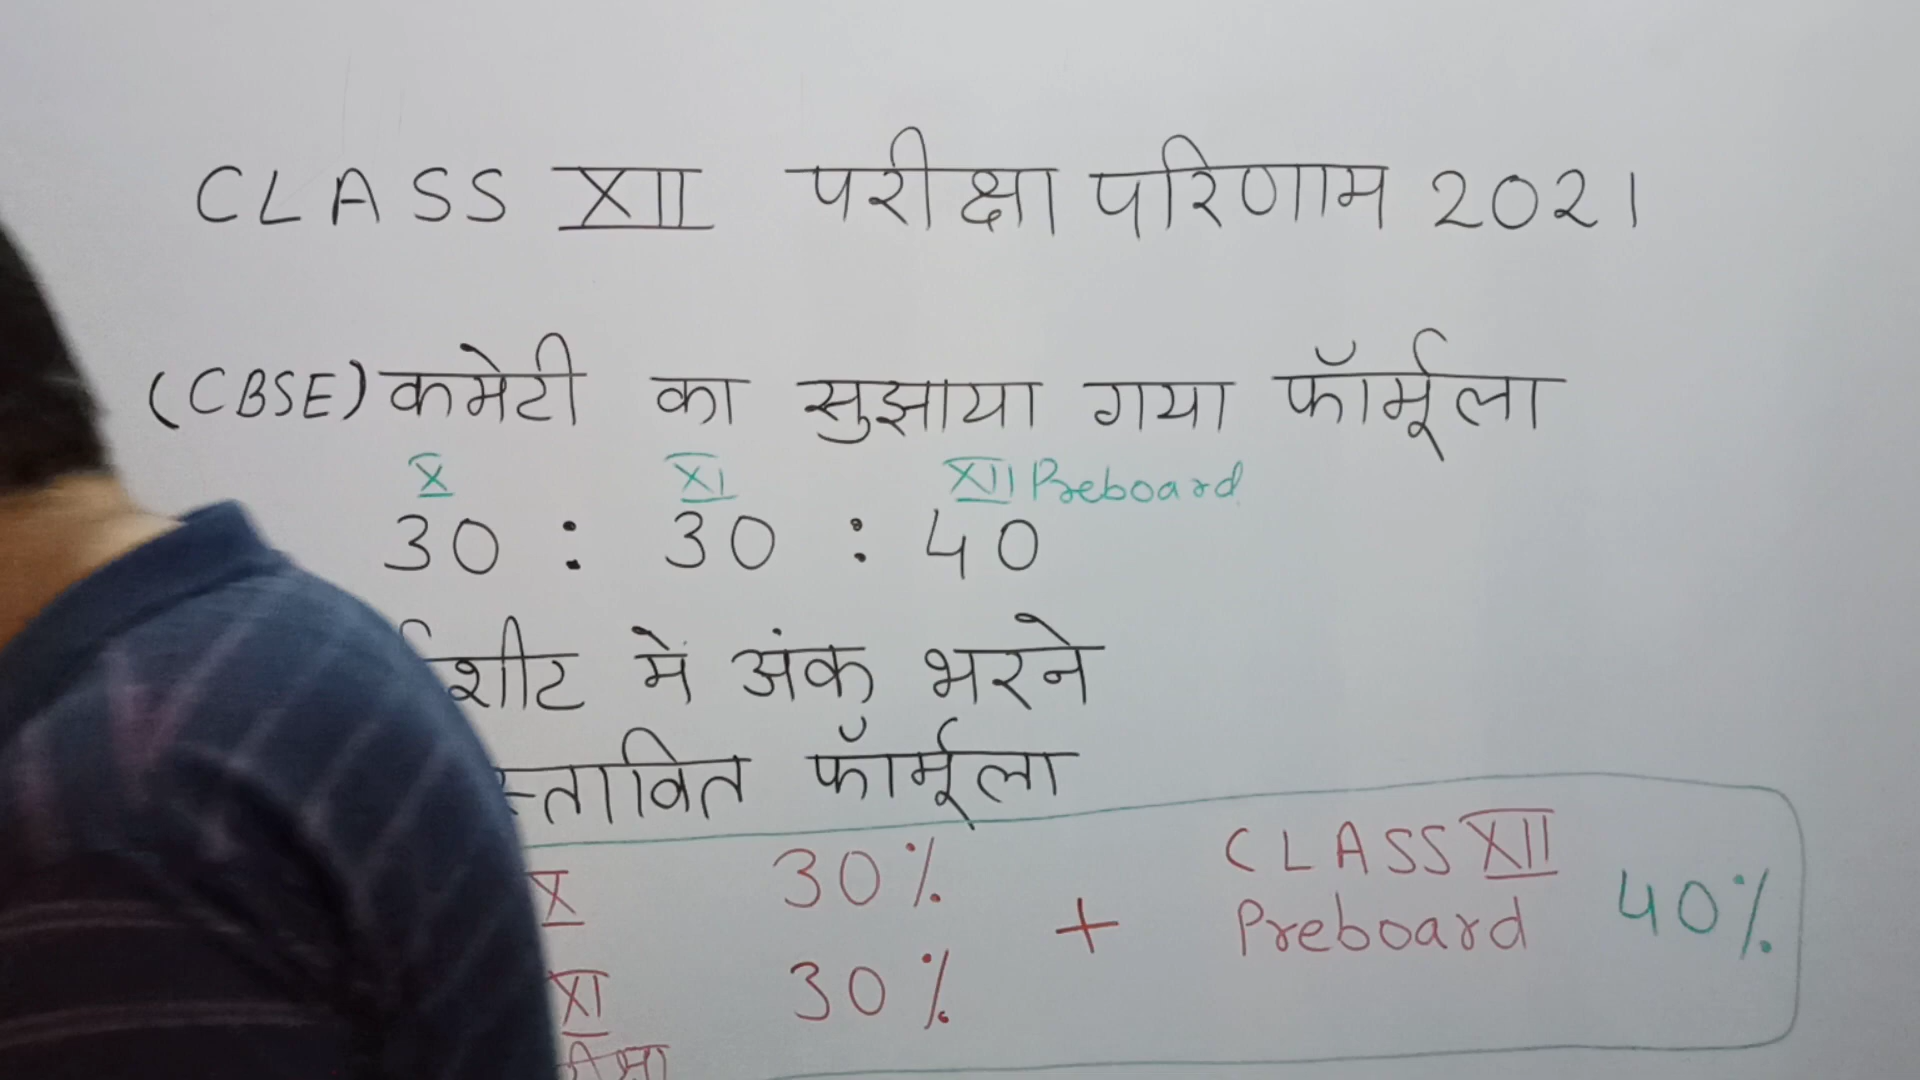 CLASS XII परीक्षा परिणाम 2021
(CBSE) कमेटी का सुझाया गया फॉर्मूला
X XI XII Preboard
30 : 30 : 40
में अंक भरने
फॉर्मूला
X 30% + CLASS XII Preboard 40%
XI 30%